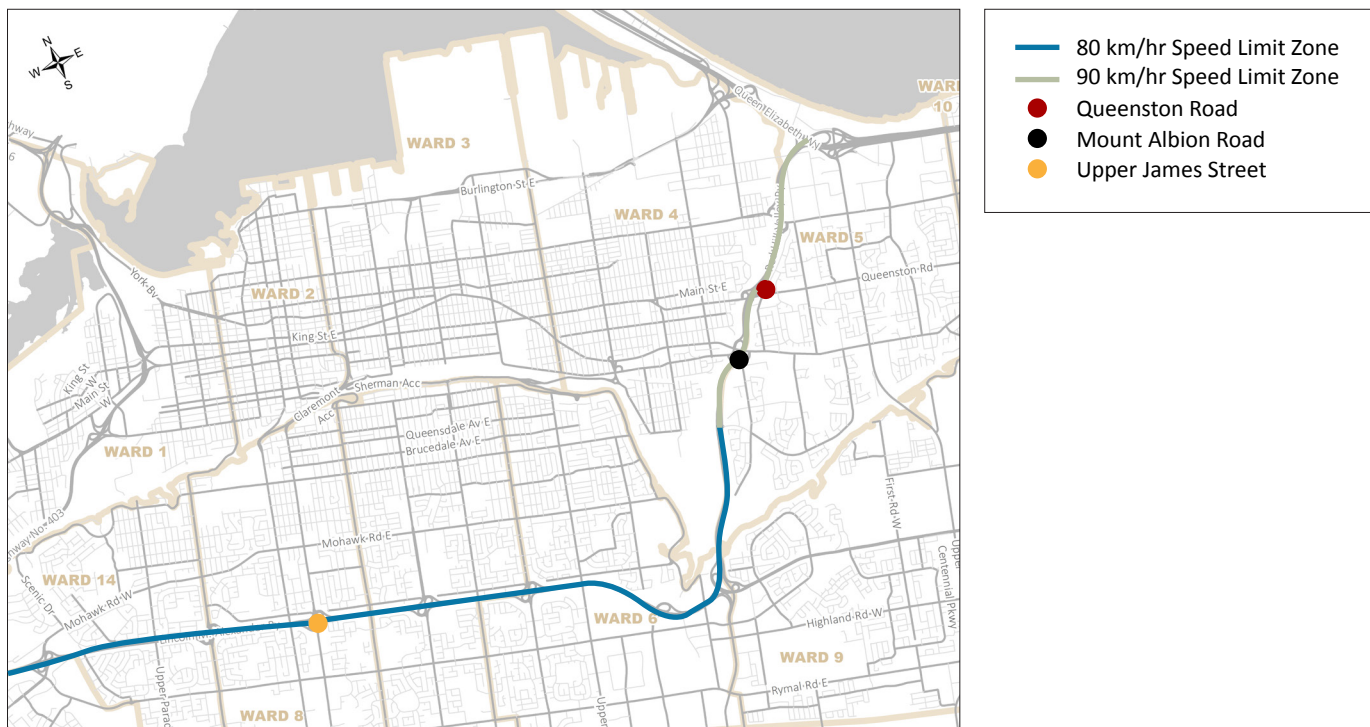 N
E
W
S
80 km/hr Speed Limit Zone
90 km/hr Speed Limit Zone
Queenston Road
Mount Albion Road
Upper James Street
WARD
10
WARD 3
Queen Elizabeth Wy
Burlington St E
WARD 4
WARD 5
Queenston Rd
York Bv
WARD 2
Main St E
King St E
King St
W
Main St
W
Sherman Acc
Claremont
Acc
Queensdale Av E
Brucedale Av E
WARD 1
First Rd W
Mohawk Rd E
WARD 14
Scenic Dr
Mohawk Rd W
Upper
Centennial Pkwy
WARD 6
Highland Rd W
WARD 9
Rymal Rd E
Upper
WARD 8